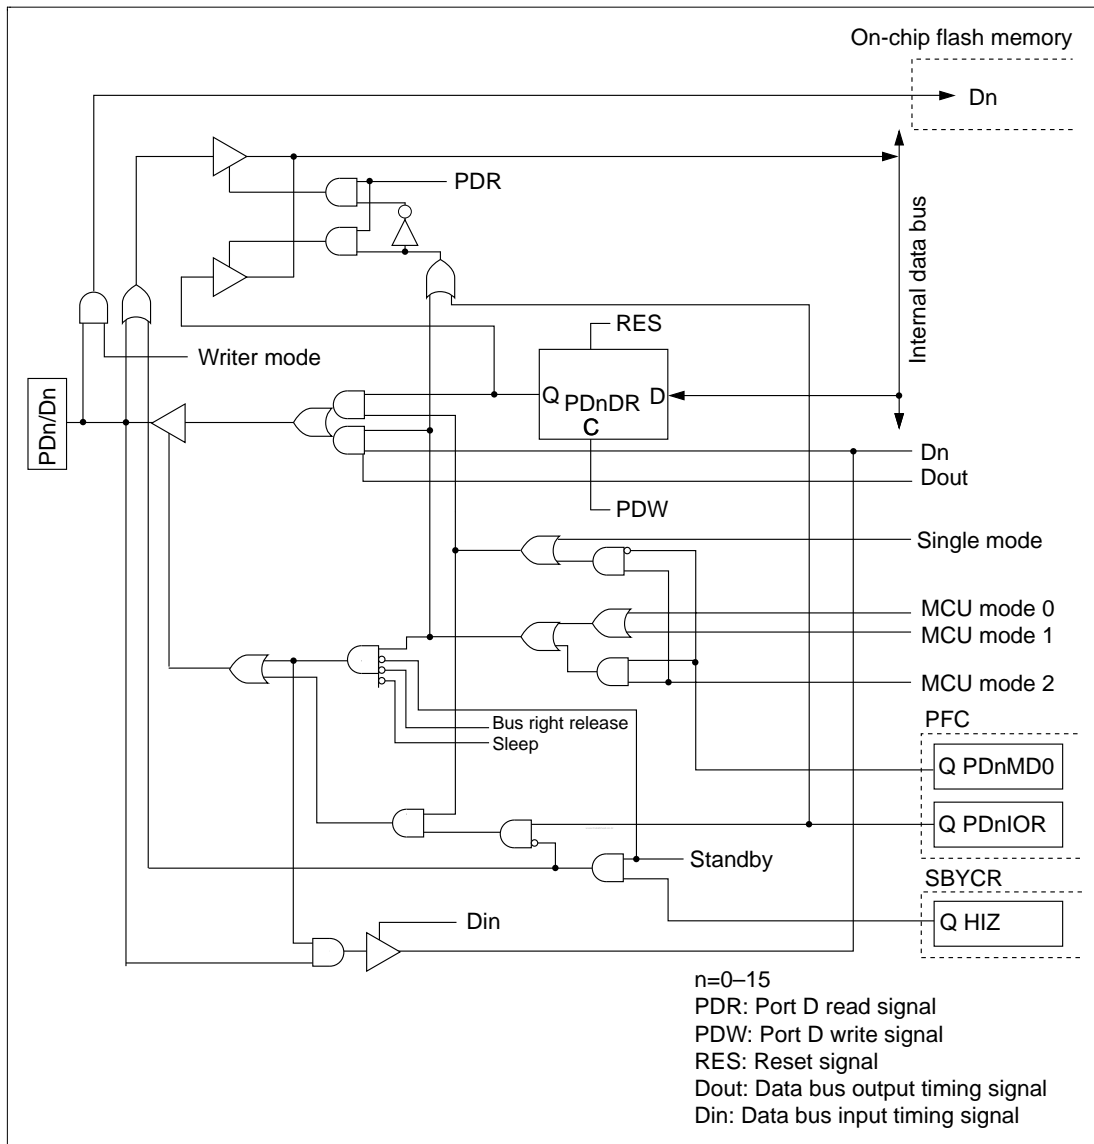 On-chip flash memory
Dn
PDR
Internal data bus
RES
Writer mode
Q
D
PDnDR
C
PDn/Dn
Dn
Dout
PDW
Single mode
MCU mode 0
MCU mode 1
MCU mode 2
Bus right release
Sleep
PFC
Q PDnMD0
Q PDnIOR
Standby
SBYCR
Q HIZ
Din
n=0–15
PDR: Port D read signal
PDW: Port D write signal
RES: Reset signal
Dout: Data bus output timing signal
Din: Data bus input timing signal